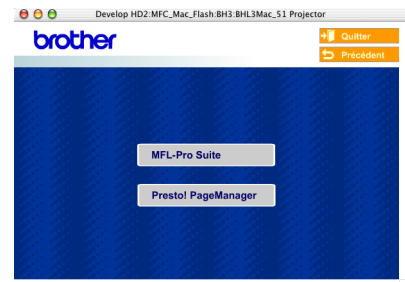 Develop HD2:MFC_Mac_Flash:BH3:BHL3Mac_51 Projector
brother
Quitter
Précédent
MFL-Pro Suite
Presto! PageManager